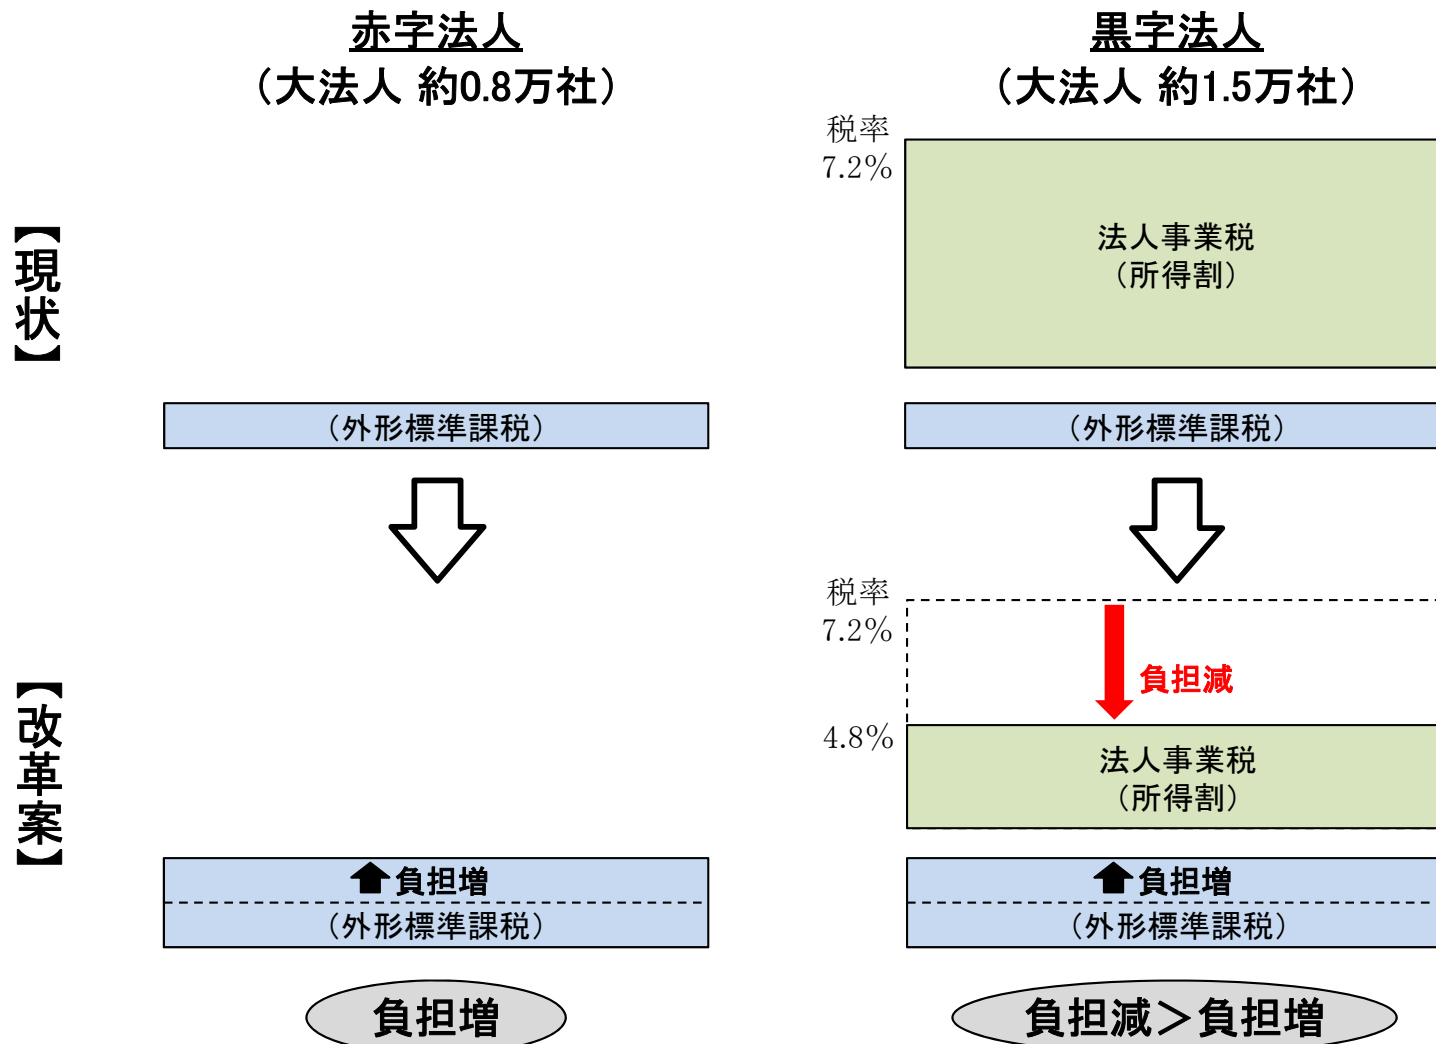 赤字法人
（大法人 約0.8万社）
黒字法人
（大法人 約1.5万社）
【現状】
税率
7.2%
法人事業税
（所得割）
（外形標準課税）
（外形標準課税）
【改革案】
税率
7.2%
負担減
4.8%
法人事業税
（所得割）
負担増
（外形標準課税）
負担増
（外形標準課税）
負担増
負担減＞負担増